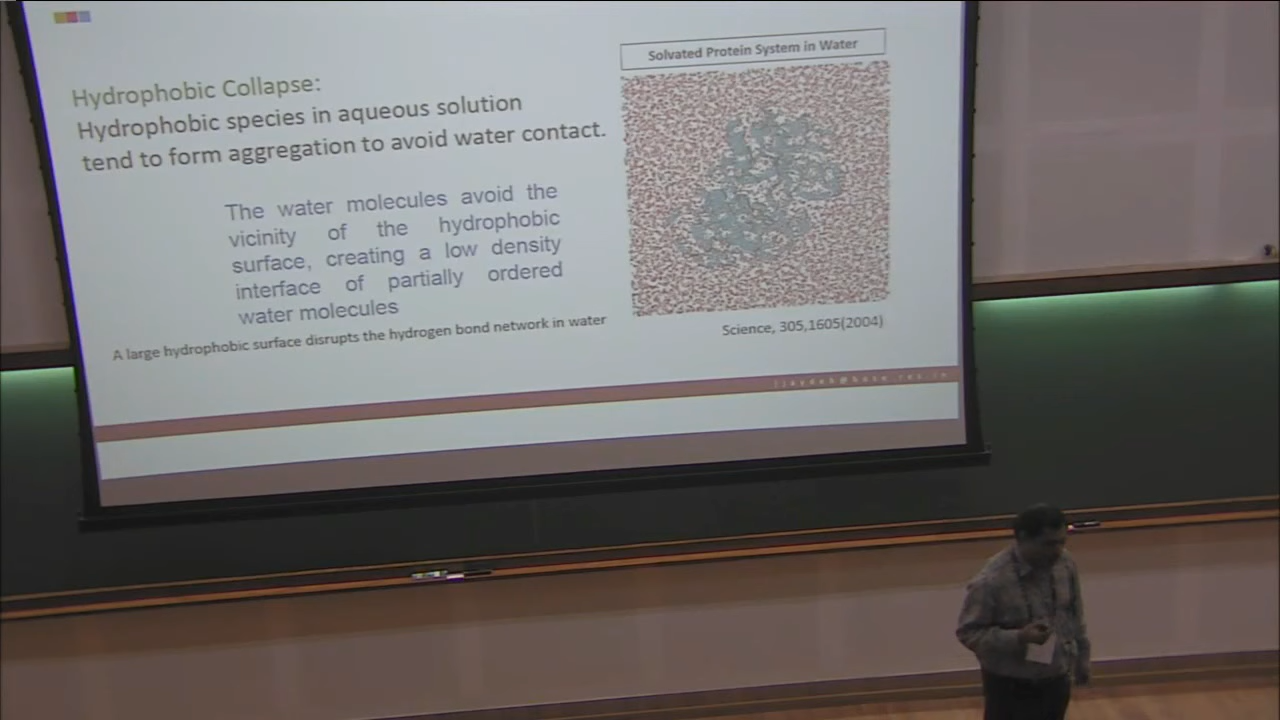 Hydrophobic Collapse:
Hydrophobic species in aqueous solution
tend to form aggregation to avoid water contact.
The water molecules avoid the
vicinity of the hydrophobic
surface, creating a low density
interface of partially ordered
water molecules
A large hydrophobic surface disrupts the hydrogen bond network in water
Solvated Protein System in Water
Science, 305,1605(2004)